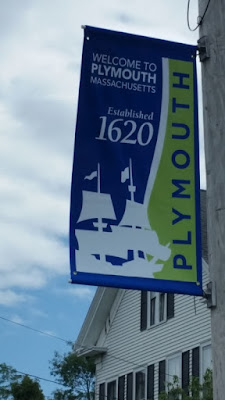 WELCOME TO
PLYMOUTH
MASSACHUSETTS
Established
1620
PLYMOUTH